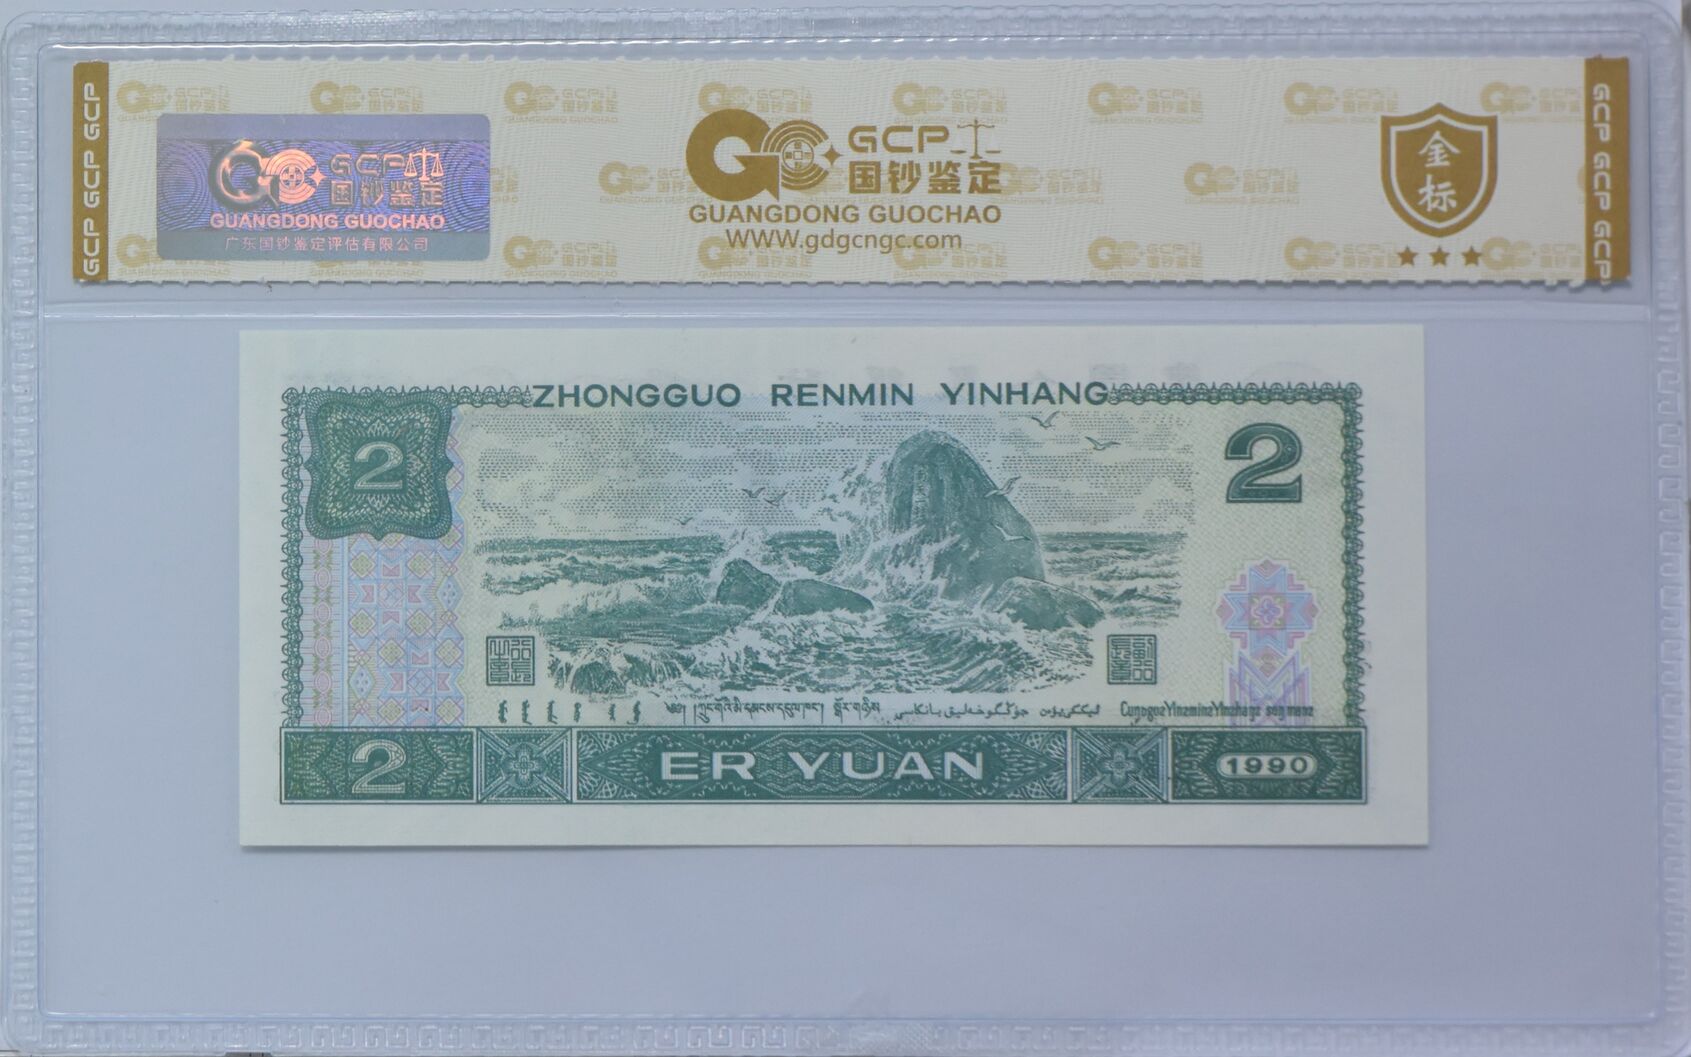 GCP GCP GCP GCP
GCP
国钞鉴定
GUANGDONG GUOCHAO
广东国钞鉴定评估有限公司
GCP
国钞鉴定
GUANGDONG GUOCHAO
WWW.gdgcngc.com
金
标
GCP GCP GCP GCP
ZHONGGUO RENMIN YINHANG
2
2
ER YUAN
2
1990